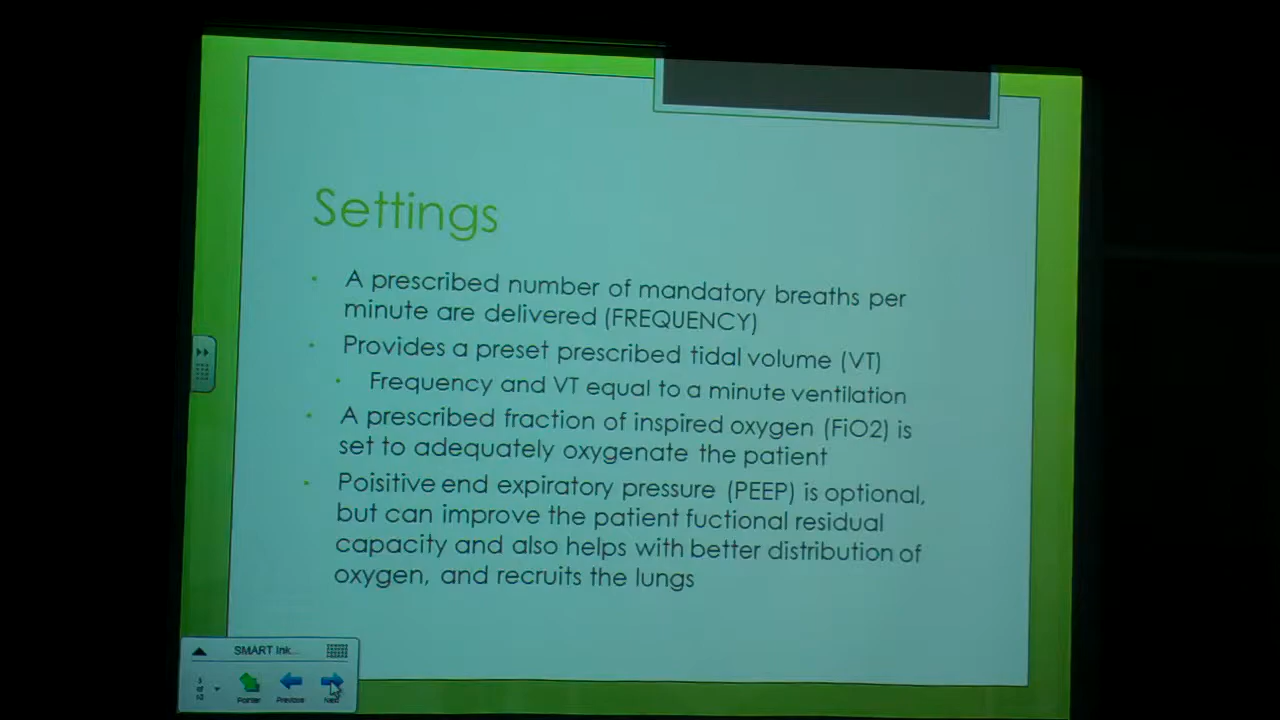 Settings
• A prescribed number of mandatory breaths per
minute are delivered (FREQUENCY)
• Provides a preset prescribed tidal volume (VT)
• Frequency and VT equal to a minute ventilation
• A prescribed fraction of inspired oxygen (FiO2) is
set to adequately oxygenate the patient
• Poisitive end expiratory pressure (PEEP) is optional,
but can improve the patient fuctional residual
capacity and also helps with better distribution of
oxygen, and recruits the lungs
SMART Ink...
Pointer Previous Next